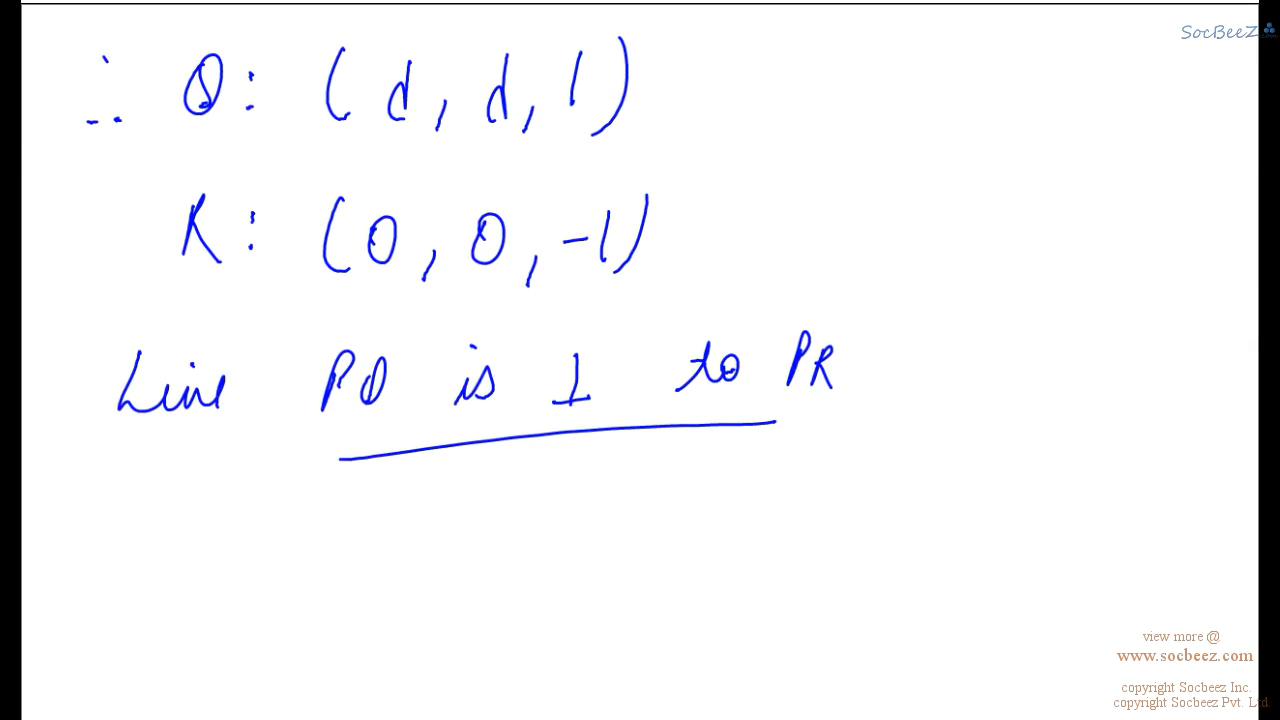 SocBeeZ
∴ Q: (d, d, 1)
R: (0, 0, -1)
Line PQ is ⊥ to PR
view more @
www.socbeez.com
copyright Socbeez Inc.
copyright Socbeez Pvt. Ltd.